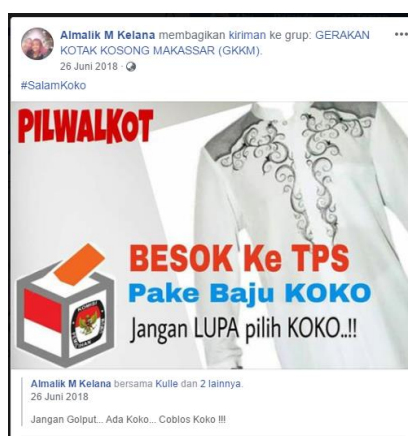 Almalik M Kelana membagikan kiriman ke grup: GERAKAN
KOTAK KOSONG MAKASSAR (GKKM).
26 Juni 2018
#SalamKoko
PILWALKOT
BESOK Ke TPS
Pake Baju KOKO
Jangan LUPA pilih KOKO..!!
Almalik M Kelana bersama Kulle dan 2 lainnya.
26 Juni 2018
Jangan Golput... Ada Koko... Coblos Koko !!!